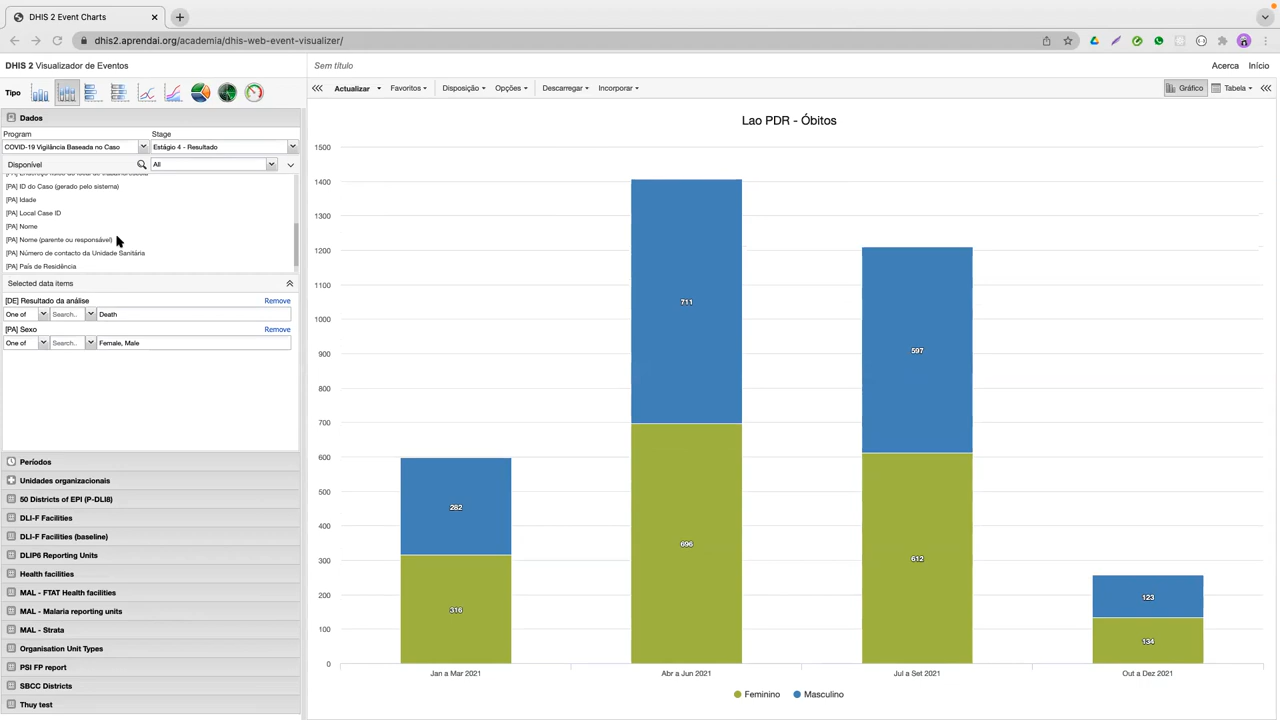 DHIS 2 Event Charts
dhis2.aprendai.org/academia/dhis-web-event-visualizer/
DHIS 2 Visualizador de Eventos
Sem título
Acerca
Início
Tipo
Actualizar
Favoritos
Disposição
Opções
Descarregar
Incorporar
Gráfico
Tabela
Dados
Program
Stage
COVID-19 Vigilância Baseada no Caso
Estágio 4 - Resultado
Disponível
All
[PA] ID do Caso (gerado pelo sistema)
[PA] Idade
[PA] Local Case ID
[PA] Nome
[PA] Nome (parente ou responsável)
[PA] Número de contacto da Unidade Sanitária
[PA] País de Residência
Selected data items
[DE] Resultado da análise
Remove
One of
Search..
Death
[PA] Sexo
Remove
One of
Search..
Female, Male
Períodos
Unidades organizacionais
50 Districts of EPI (P-DLI8)
DLI-F Facilities
DLI-F Facilities (baseline)
DLIP6 Reporting Units
Health facilities
MAL - FTAT Health facilities
MAL - Malaria reporting units
MAL - Strata
Organisation Unit Types
PSI FP report
SBCC Districts
Thuy test
Lao PDR - Óbitos
1500
1400
1300
1200
1100
1000
900
800
700
600
500
400
300
200
100
0
282
316
711
696
597
612
123
134
Jan a Mar 2021
Abr a Jun 2021
Jul a Set 2021
Out a Dez 2021
Feminino
Masculino